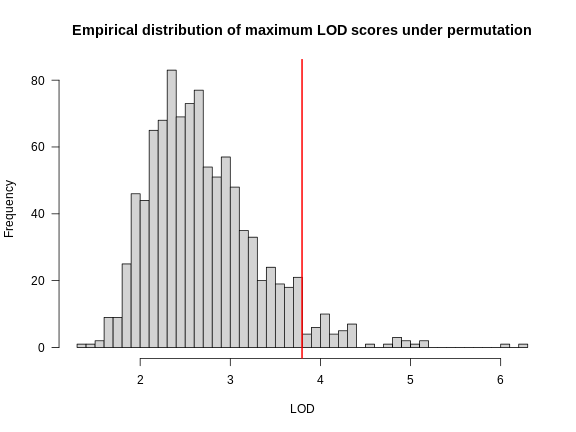 Empirical distribution of maximum LOD scores under permutation
Frequency
80
60
40
20
0
2 3 4 5 6
LOD